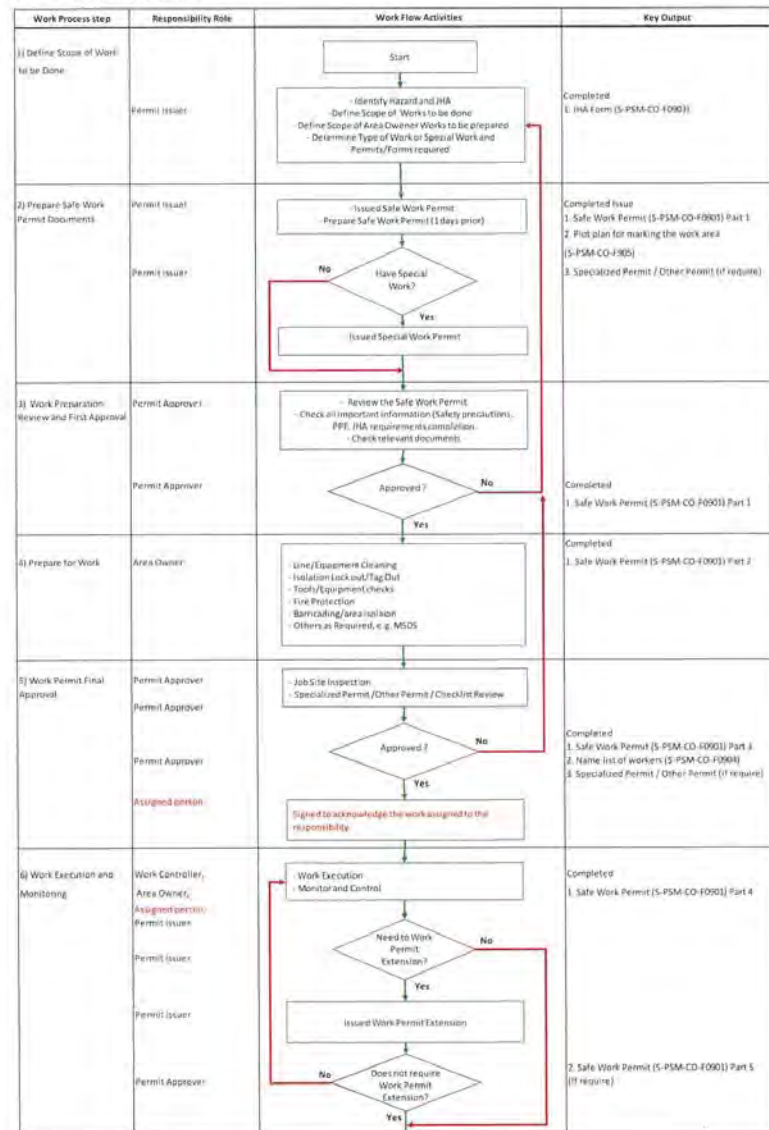 Work Process step
Responsibility Role
Work Flow Activities
Key Output
1) Define Scope of Work
to be Done
Permit Issuer
Start
- Identify Hazard and JHA
-Define Scope of Works to be done
- Define Scope of Area Owener Works to be prepared
- Determine Type of Work or Special Work and
Permits/Forms required
Completed
1. JHA Form (S-PSM-CO-F0903)
2) Prepare Safe Work
Permit Documents
Permit Issuer
- Issued Safe Work Permit
- Prepare Safe Work Permit (1 days prior)
Completed Issue
1. Safe Work Permit (S-PSM-CO-F0901) Part 1
2. Plot plan for marking the work area
(S-PSM-CO-F905)
3. Specialized Permit / Other Permit (if require)
Permit Issuer
No
Have Special
Work?
Yes
Issued Special Work Permit
3) Work Preparation
Review and First Approval
Permit Approver
- Review the Safe Work Permit
- Check all important information (Safety precautions,
PPE, JHA requirements completion
- Check relevant documents
Permit Approver
Approved ?
No
Yes
Completed
1. Safe Work Permit (S-PSM-CO-F0901) Part 1
4) Prepare for Work
Area Owner
- Line/Equipment Cleaning
- Isolation Lock out/Tag Out
- Tools/Equipment checks
- Fire Protection
- Barricading/area isolaion
- Others as Required, e.g. MSDS
Completed
1. Safe Work Permit (S-PSM-CO-F0901) Part 2
5) Work Permit Final
Approval
Permit Approver
Permit Approver
- Job Site Inspection
- Specialized Permit /Other Permit / Checklist Review
Permit Approver
Approved ?
No
Yes
Completed
1. Safe Work Permit (S-PSM-CO-F0901) Part 3
2. Name list of workers (S-PSM-CO-F0904)
3. Specialized Permit / Other Permit (if require)
Assigned person
Signed to acknowledge the work assigned to the
responsibility
6) Work Execution and
Monitoring
Work Controller,
Area Owner,
Assigned person
Permit Issuer
- Work Execution
- Monitor and Control
Completed
1. Safe Work Permit (S-PSM-CO-F0901) Part 4
Permit Issuer
Need to Work
Permit
Extension?
No
Yes
Permit Issuer
Issued Work Permit Extension
Permit Approver
No
Does not require
Work Permit
Extension?
Yes
2. Safe Work Permit (S-PSM-CO-F0901) Part 5
(If require)